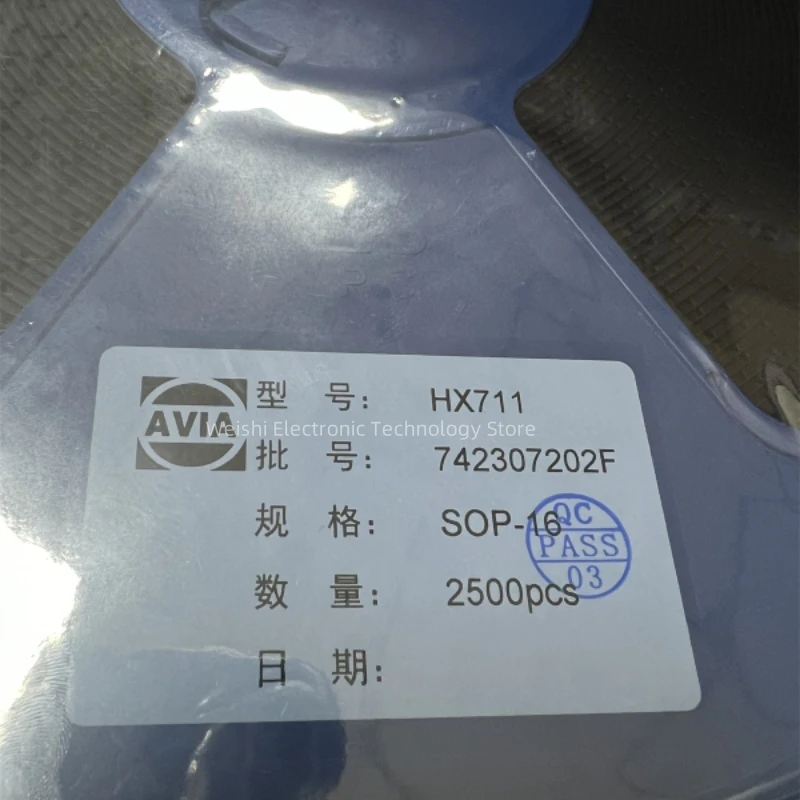 AVIA
型 号： HX711
Weishi Electronic Technology Store
批 号： 742307202F
规 格： SOP-16
QC
PASS
03
数 量： 2500pcs
日 期：